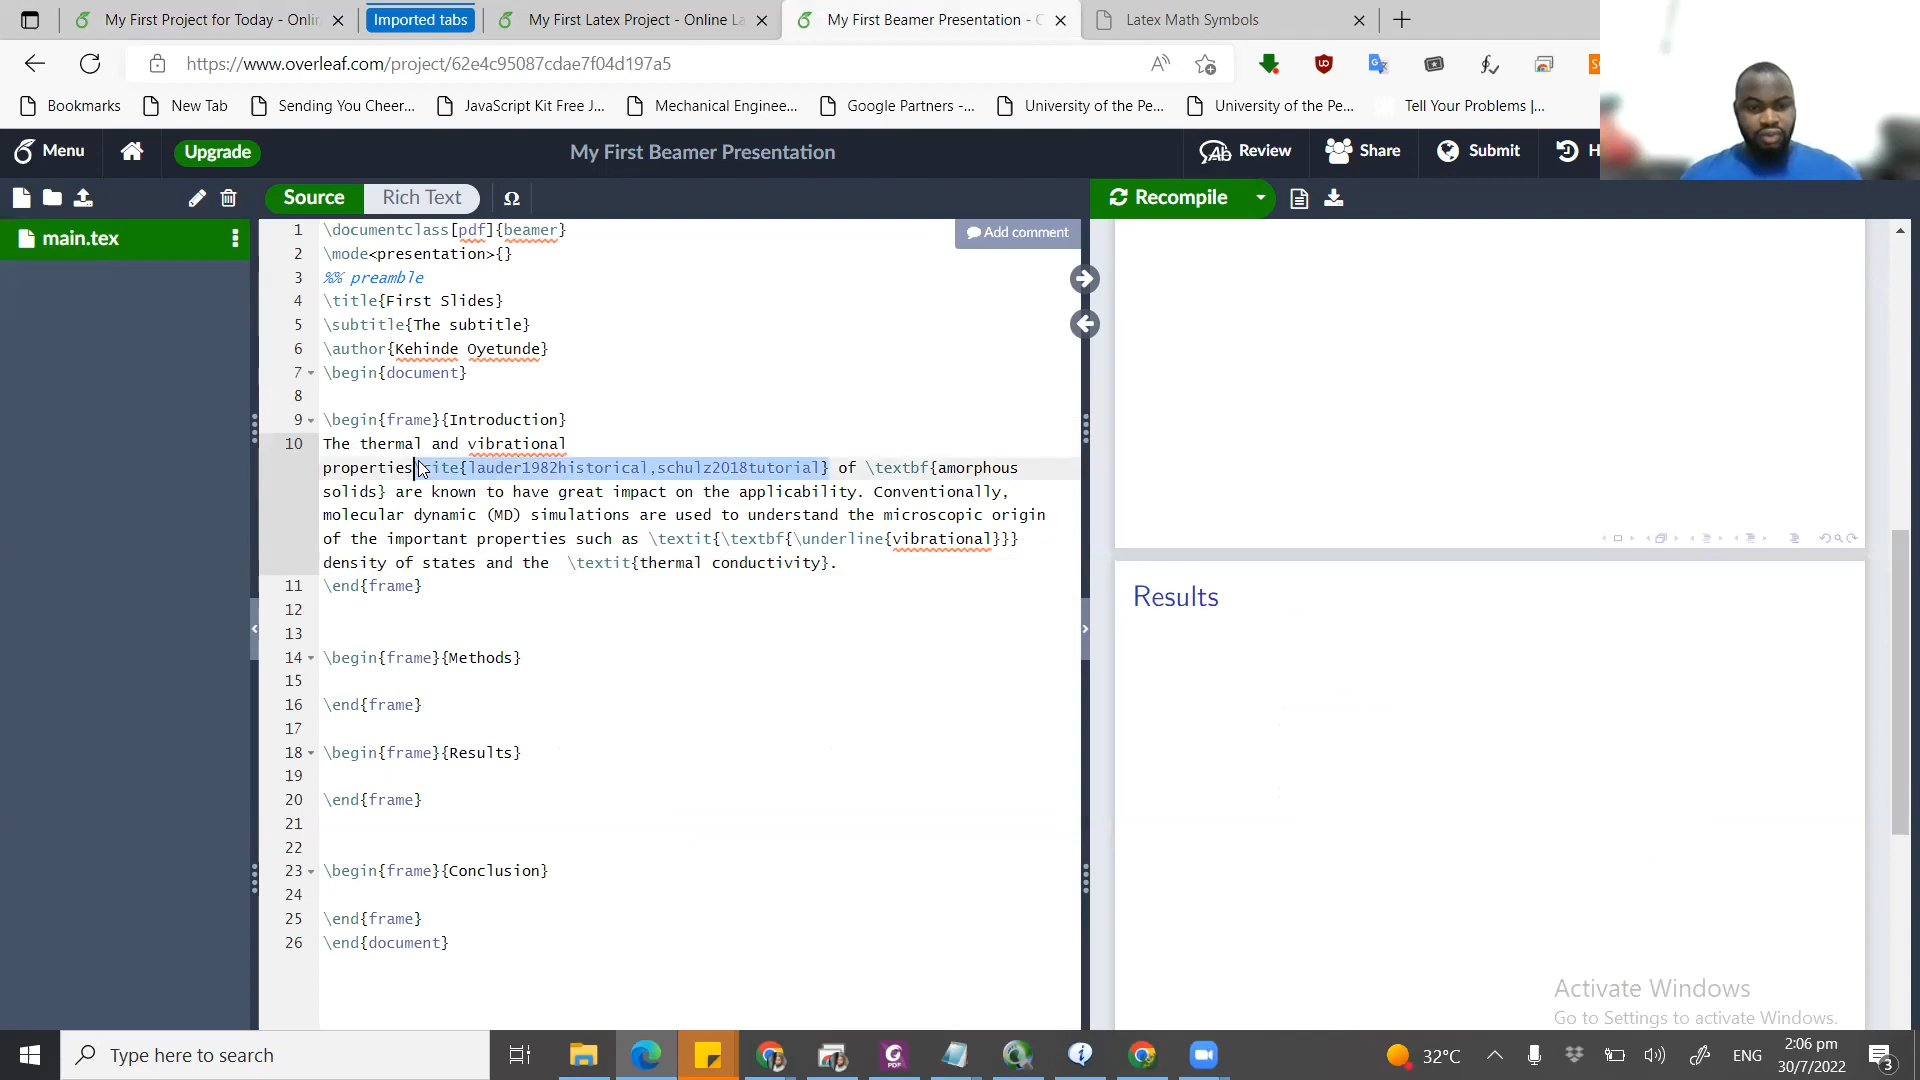 My First Project for Today - Onlin
Imported tabs
My First Latex Project - Online La
My First Beamer Presentation - O
Latex Math Symbols
https://www.overleaf.com/project/62e4c95087cdae7f04d197a5
Bookmarks
New Tab
Sending You Cheer...
JavaScript Kit Free J...
Mechanical Enginee...
Google Partners -...
University of the Pe...
University of the Pe...
Tell Your Problems |...
Menu
Upgrade
My First Beamer Presentation
Review
Share
Submit
H
Source
Rich Text
Ω
Recompile
main.tex
Add comment
1 \documentclass[pdf]{beamer}
2 \mode<presentation>{}
3 %% preamble
4 \title{First Slides}
5 \subtitle{The subtitle}
6 \author{Kehinde Oyetunde}
7 \begin{document}
8
9 \begin{frame}{Introduction}
10 The thermal and vibrational
properties\cite{lauder1982historical,schulz2018tutorial} of \textbf{amorphous
solids} are known to have great impact on the applicability. Conventionally,
molecular dynamic (MD) simulations are used to understand the microscopic origin
of the important properties such as \textit{\textbf{\underline{vibrational}}}
density of states and the \textit{thermal conductivity}.
11 \end{frame}
12
13
14 \begin{frame}{Methods}
15
16 \end{frame}
17
18 \begin{frame}{Results}
19
20 \end{frame}
21
22
23 \begin{frame}{Conclusion}
24
25 \end{frame}
26 \end{document}
Results
Activate Windows
Go to Settings to activate Windows.
Type here to search
32°C
ENG
2:06 pm
30/7/2022
3